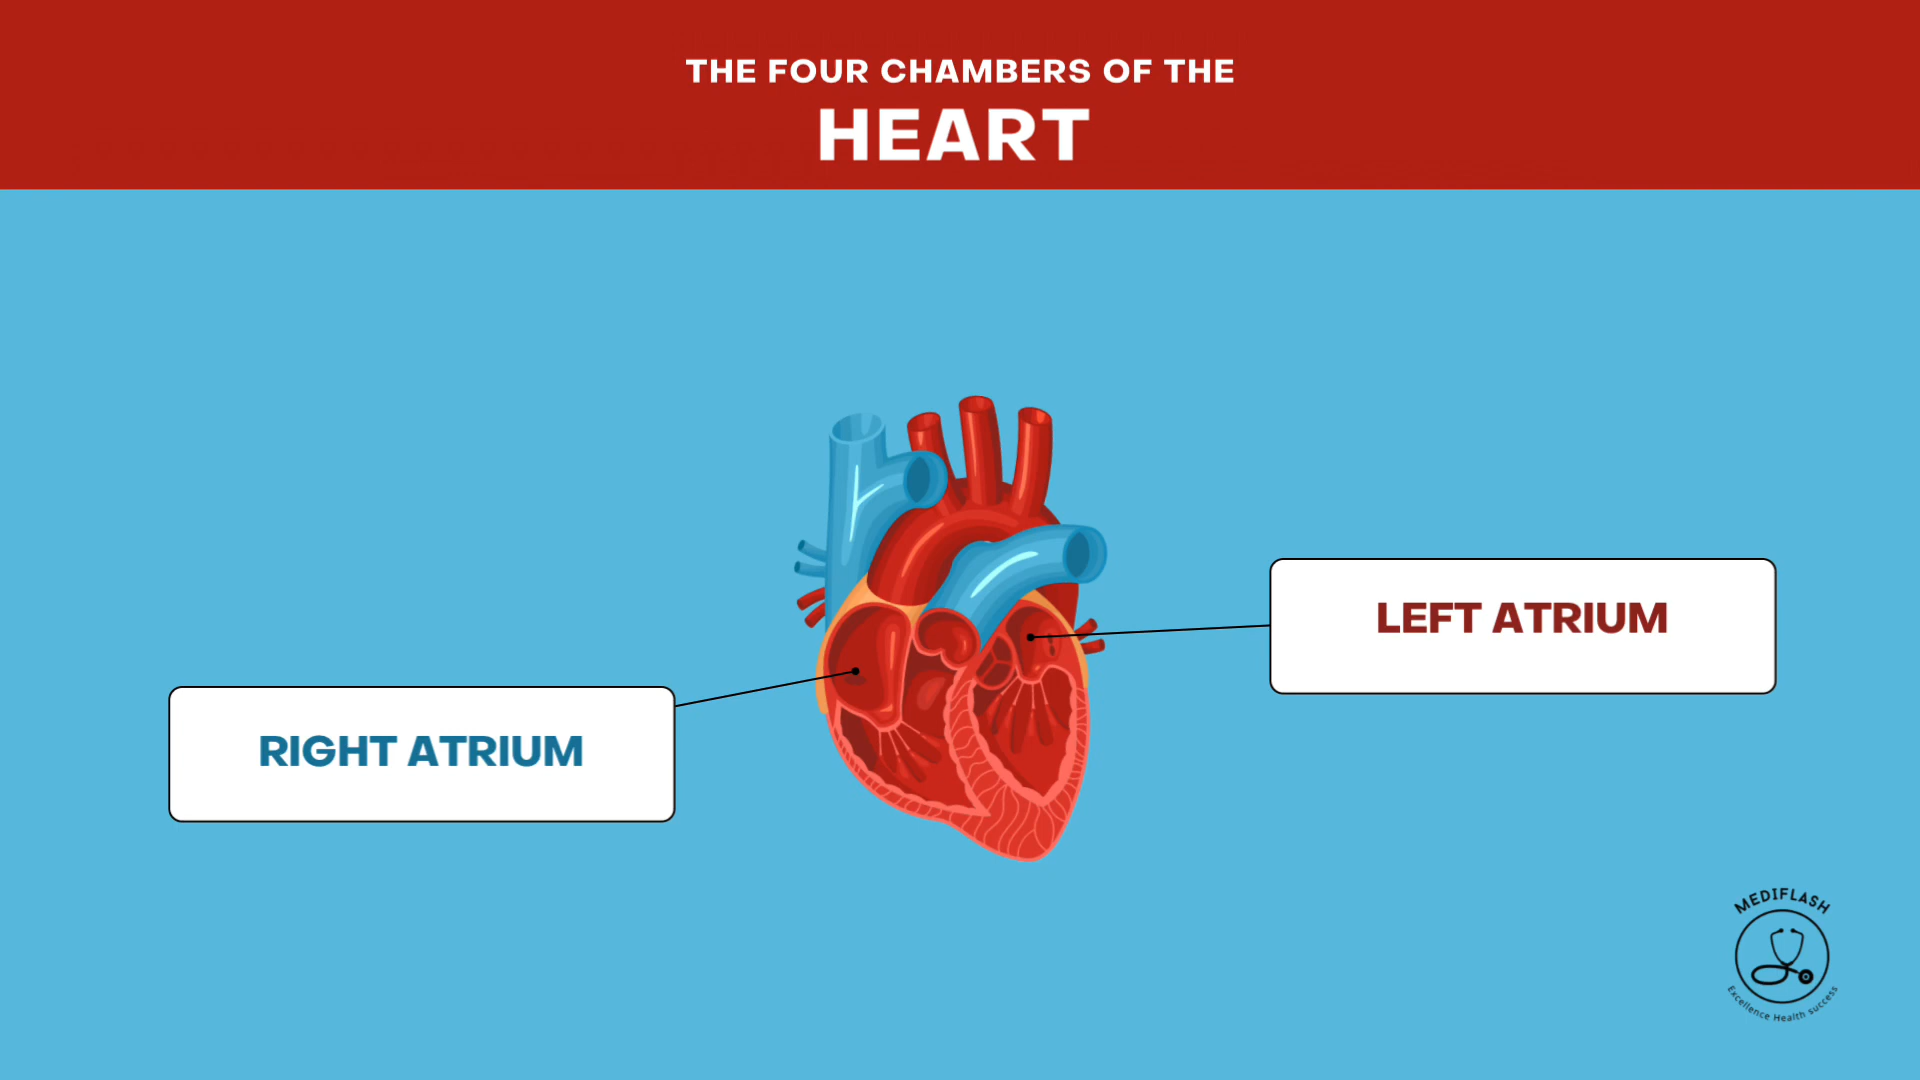 THE FOUR CHAMBERS OF THE
HEART
LEFT ATRIUM
RIGHT ATRIUM
MEDIFLASH
Excellence Health success